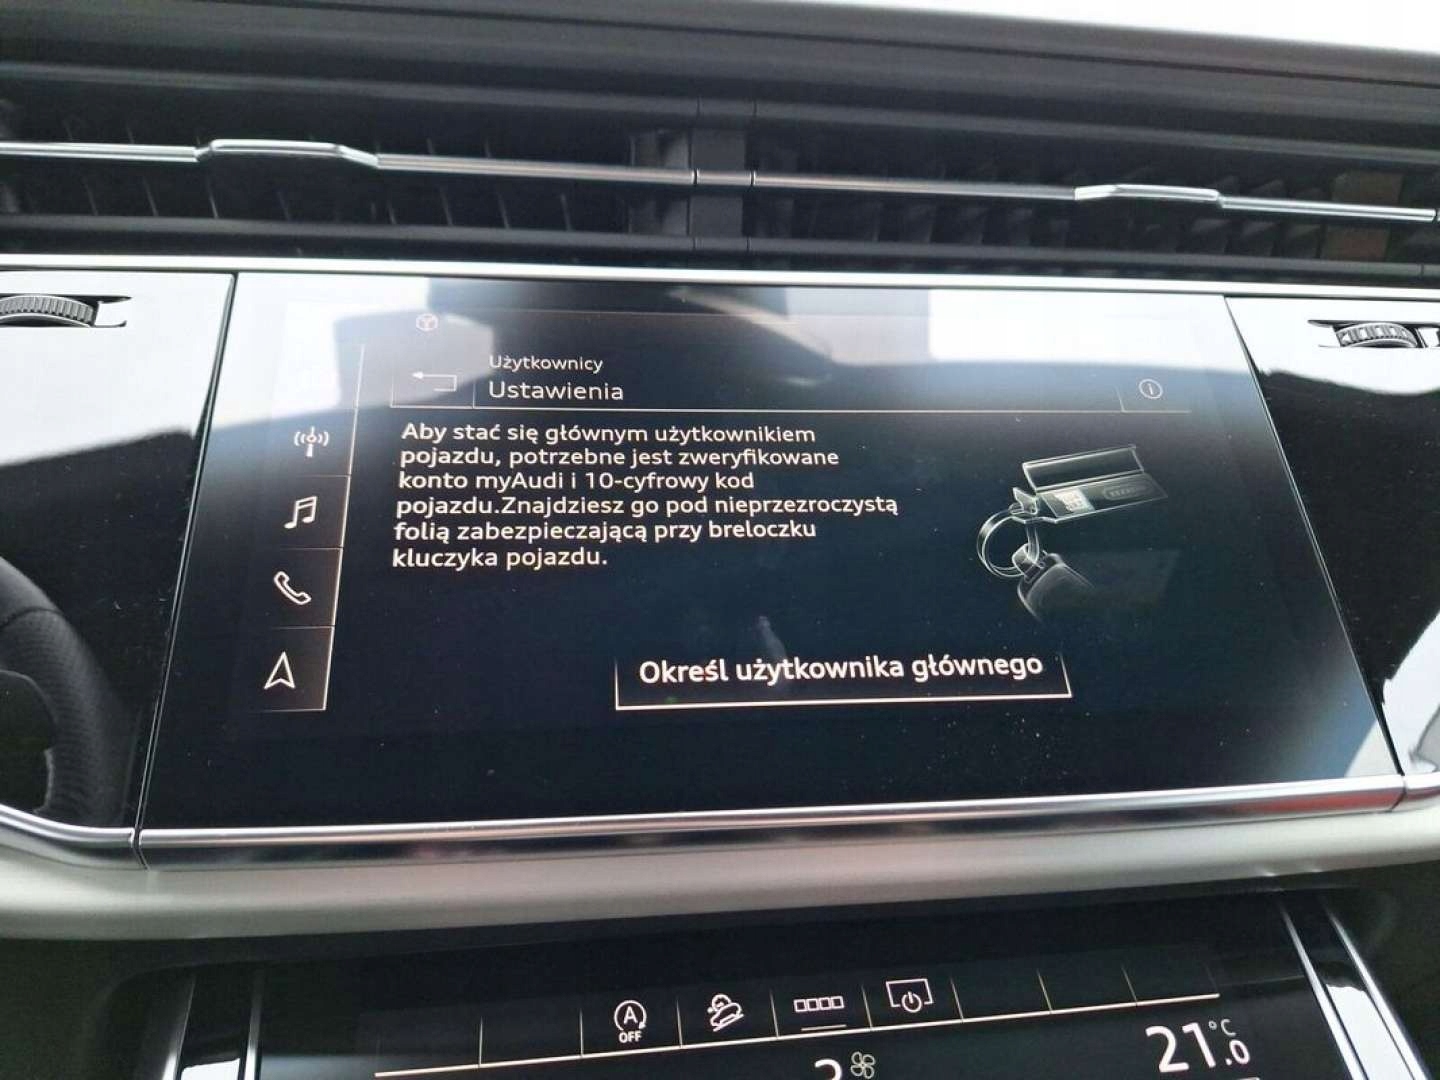 Użytkownicy
Ustawienia
Aby stać się głównym użytkownikiem
pojazdu, potrzebne jest zweryfikowane
konto myAudi i 10-cyfrowy kod
pojazdu.Znajdziesz go pod nieprzezroczystą
folią zabezpieczającą przy breloczku
kluczyka pojazdu.
Określ użytkownika głównego
A
OFF
21.0 °C